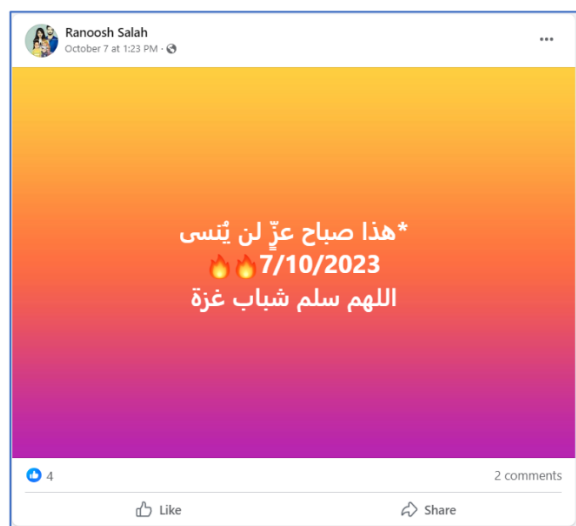 Ranoosh Salah
October 7 at 1:23 PM ·
*هذا صباح عزٍّ لن يُنسى
7/10/2023🔥🔥
اللهم سلم شباب غزة
4
2 comments
Like
Share